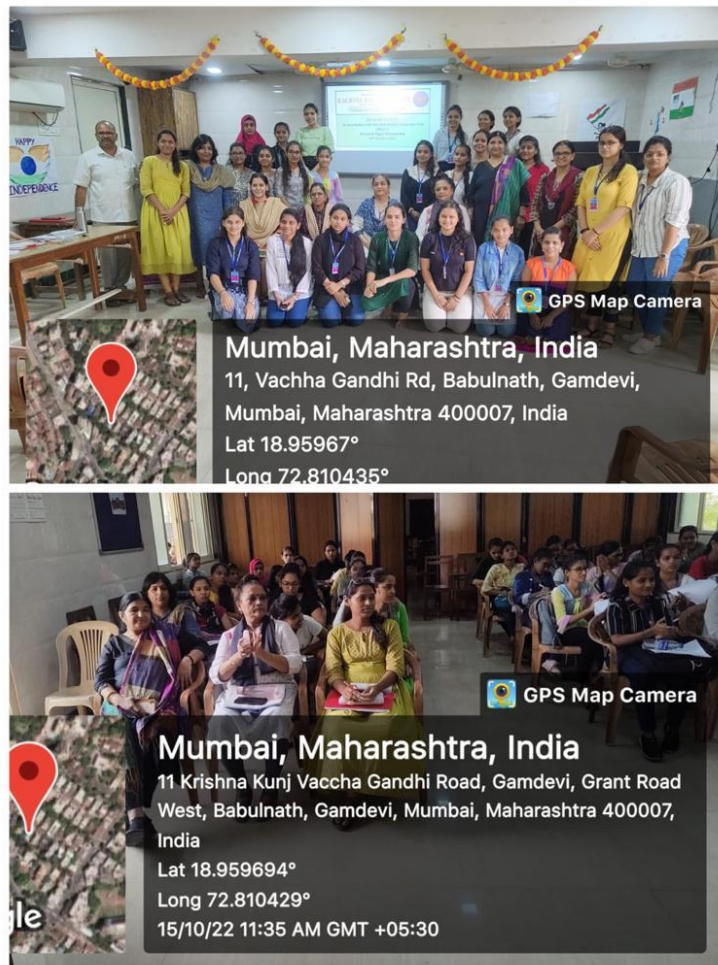 HAPPY
INDEPENDENCE
GPS Map Camera
Mumbai, Maharashtra, India
11, Vachha Gandhi Rd, Babulnath, Gamdevi,
Mumbai, Maharashtra 400007, India
Lat 18.95967°
Long 72.810435°
GPS Map Camera
Mumbai, Maharashtra, India
11 Krishna Kunj Vaccha Gandhi Road, Gamdevi, Grant Road
West, Babulnath, Gamdevi, Mumbai, Maharashtra 400007,
India
Lat 18.959694°
Long 72.810429°
15/10/22 11:35 AM GMT +05:30
gle